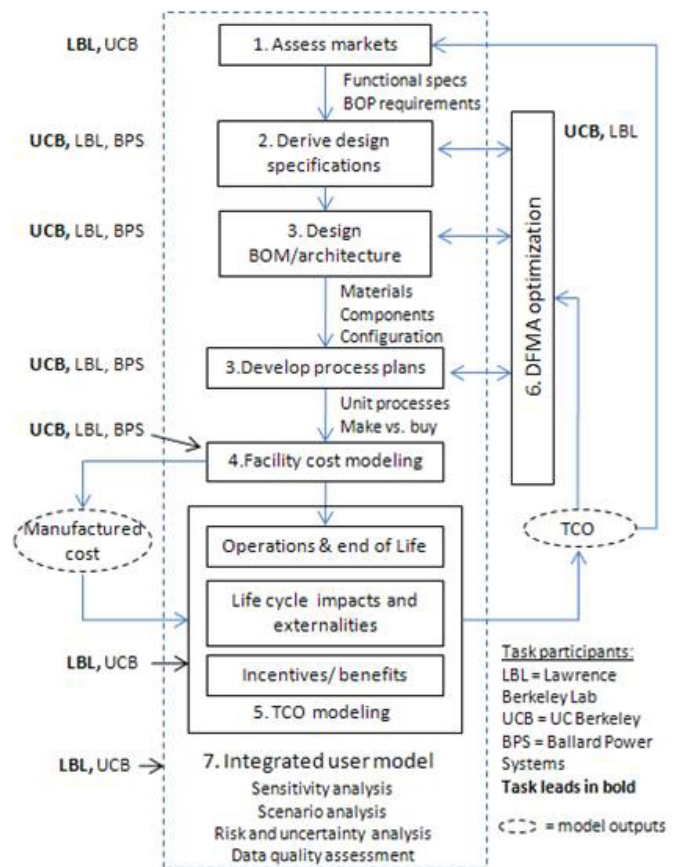 LBL, UCB
1. Assess markets
Functional specs
BOP requirements
UCB, LBL, BPS
2. Derive design
specifications
UCB, LBL
UCB, LBL, BPS
3. Design
BOM/architecture
6. DFMA optimization
Materials
Components
Configuration
UCB, LBL, BPS
3.Develop process plans
Unit processes
Make vs. buy
UCB, LBL, BPS
4.Facility cost modeling
Manufactured
cost
TCO
Operations & end of Life
Life cycle impacts and
externalities
LBL, UCB
Incentives/ benefits
5. TCO modeling
Task participants:
LBL = Lawrence
Berkeley Lab
UCB = UC Berkeley
BPS = Ballard Power
Systems
Task leads in bold
= model outputs
LBL, UCB
7. Integrated user model
Sensitivity analysis
Scenario analysis
Risk and uncertainty analysis
Data quality assessment